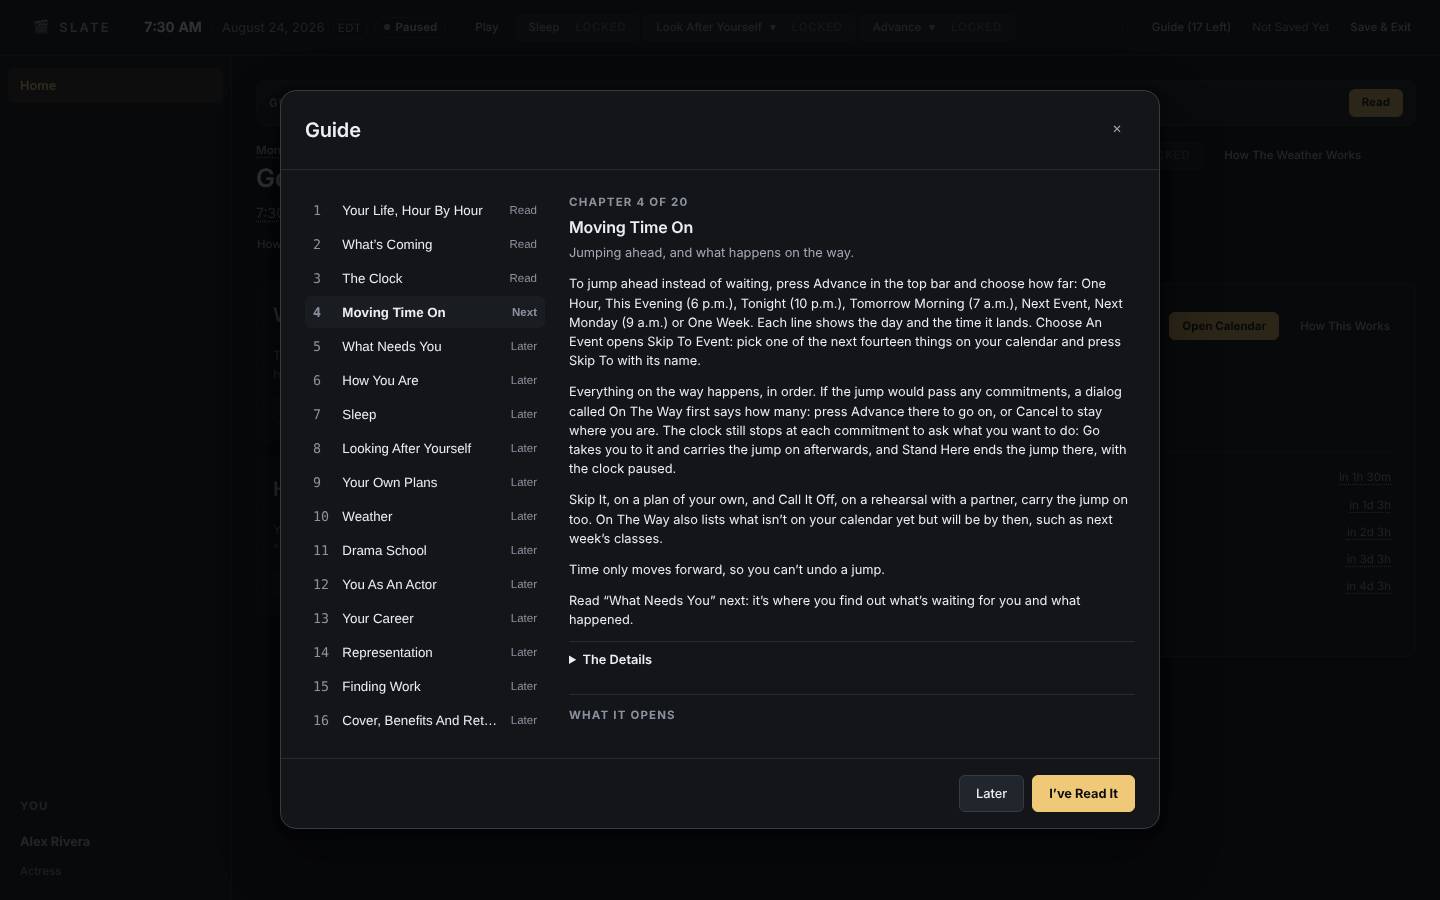 SLATE
7:30 AM
August 24, 2026
EDT
Paused
Play
Sleep LOCKED
Look After Yourself LOCKED
Advance LOCKED
Guide (17 Left)
Not Saved Yet
Save & Exit
Home
Read
How The Weather Works
Guide
×
1 Your Life, Hour By Hour Read
2 What’s Coming Read
3 The Clock Read
4 Moving Time On Next
5 What Needs You Later
6 How You Are Later
7 Sleep Later
8 Looking After Yourself Later
9 Your Own Plans Later
10 Weather Later
11 Drama School Later
12 You As An Actor Later
13 Your Career Later
14 Representation Later
15 Finding Work Later
16 Cover, Benefits And Ret… Later
CHAPTER 4 OF 20
Moving Time On
Jumping ahead, and what happens on the way.
To jump ahead instead of waiting, press Advance in the top bar and choose how far: One
Hour, This Evening (6 p.m.), Tonight (10 p.m.), Tomorrow Morning (7 a.m.), Next Event, Next
Monday (9 a.m.) or One Week. Each line shows the day and the time it lands. Choose An
Event opens Skip To Event: pick one of the next fourteen things on your calendar and press
Skip To with its name.
Everything on the way happens, in order. If the jump would pass any commitments, a dialog
called On The Way first says how many: press Advance there to go on, or Cancel to stay
where you are. The clock still stops at each commitment to ask what you want to do: Go
takes you to it and carries the jump on afterwards, and Stand Here ends the jump there, with
the clock paused.
Skip It, on a plan of your own, and Call It Off, on a rehearsal with a partner, carry the jump on
too. On The Way also lists what isn’t on your calendar yet but will be by then, such as next
week’s classes.
Time only moves forward, so you can’t undo a jump.
Read “What Needs You” next: it’s where you find out what’s waiting for you and what
happened.
The Details
WHAT IT OPENS
Later
I’ve Read It
Open Calendar
How This Works
in 1h 30m
in 1d 3h
in 2d 3h
in 3d 3h
in 4d 3h
YOU
Alex Rivera
Actress